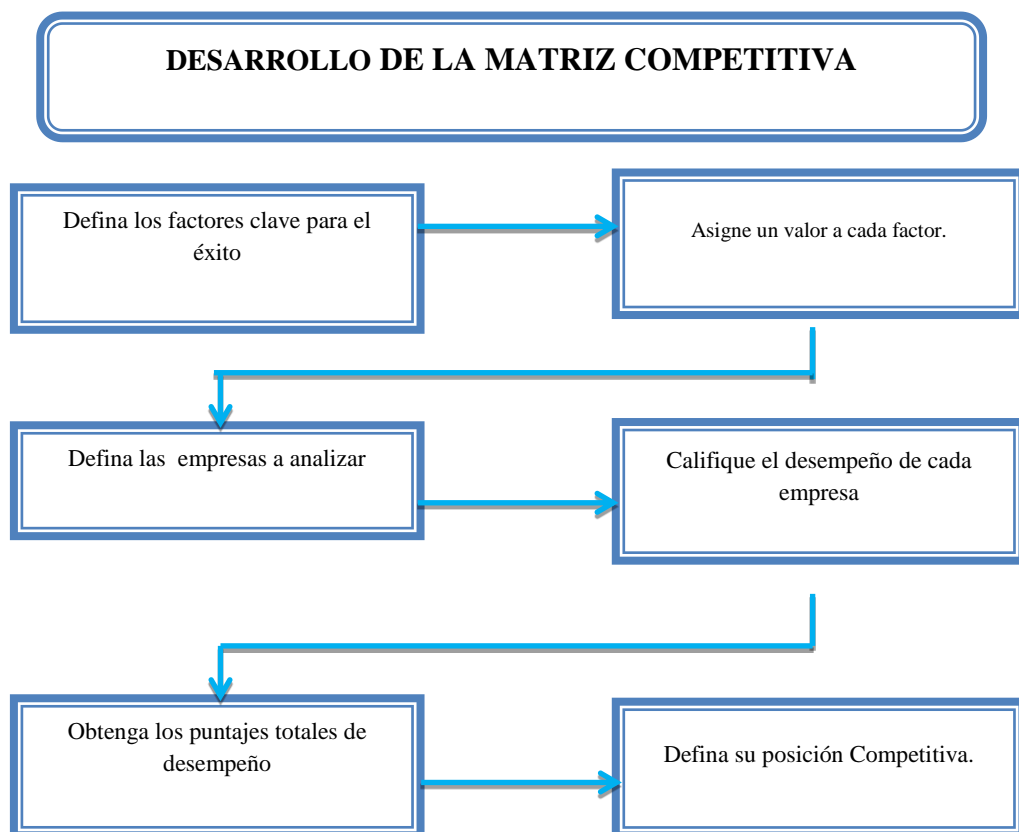 DESARROLLO DE LA MATRIZ COMPETITIVA
Defina los factores clave para el
éxito
Asigne un valor a cada factor.
Defina las empresas a analizar
Califique el desempeño de cada
empresa
Obtenga los puntajes totales de
desempeño
Defina su posición Competitiva.